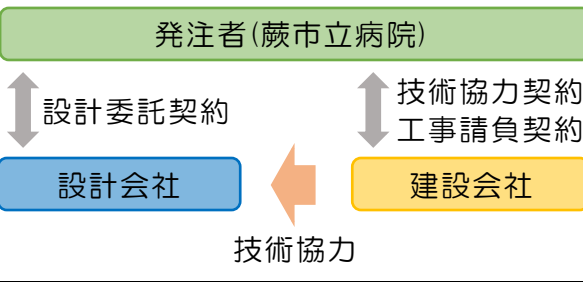 発注者(蕨市立病院)
設計委託契約
技術協力契約
工事請負契約
設計会社
建設会社
技術協力